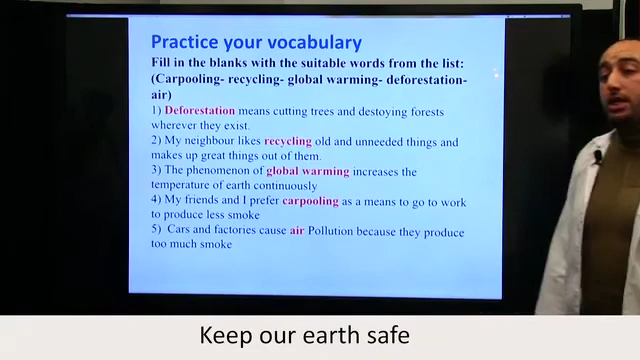 Practice your vocabulary
Fill in the blanks with the suitable words from the list:
(Carpooling- recycling- global warming- deforestation-
air)
1) Deforestation means cutting trees and destoying forests
wherever they exist.
2) My neighbour likes recycling old and unneeded things and
makes up great things out of them.
3) The phenomenon of global warming increases the
temperature of earth continuously
4) My friends and I prefer carpooling as a means to go to work
to produce less smoke
5) Cars and factories cause air Pollution because they produce
too much smoke
Keep our earth safe